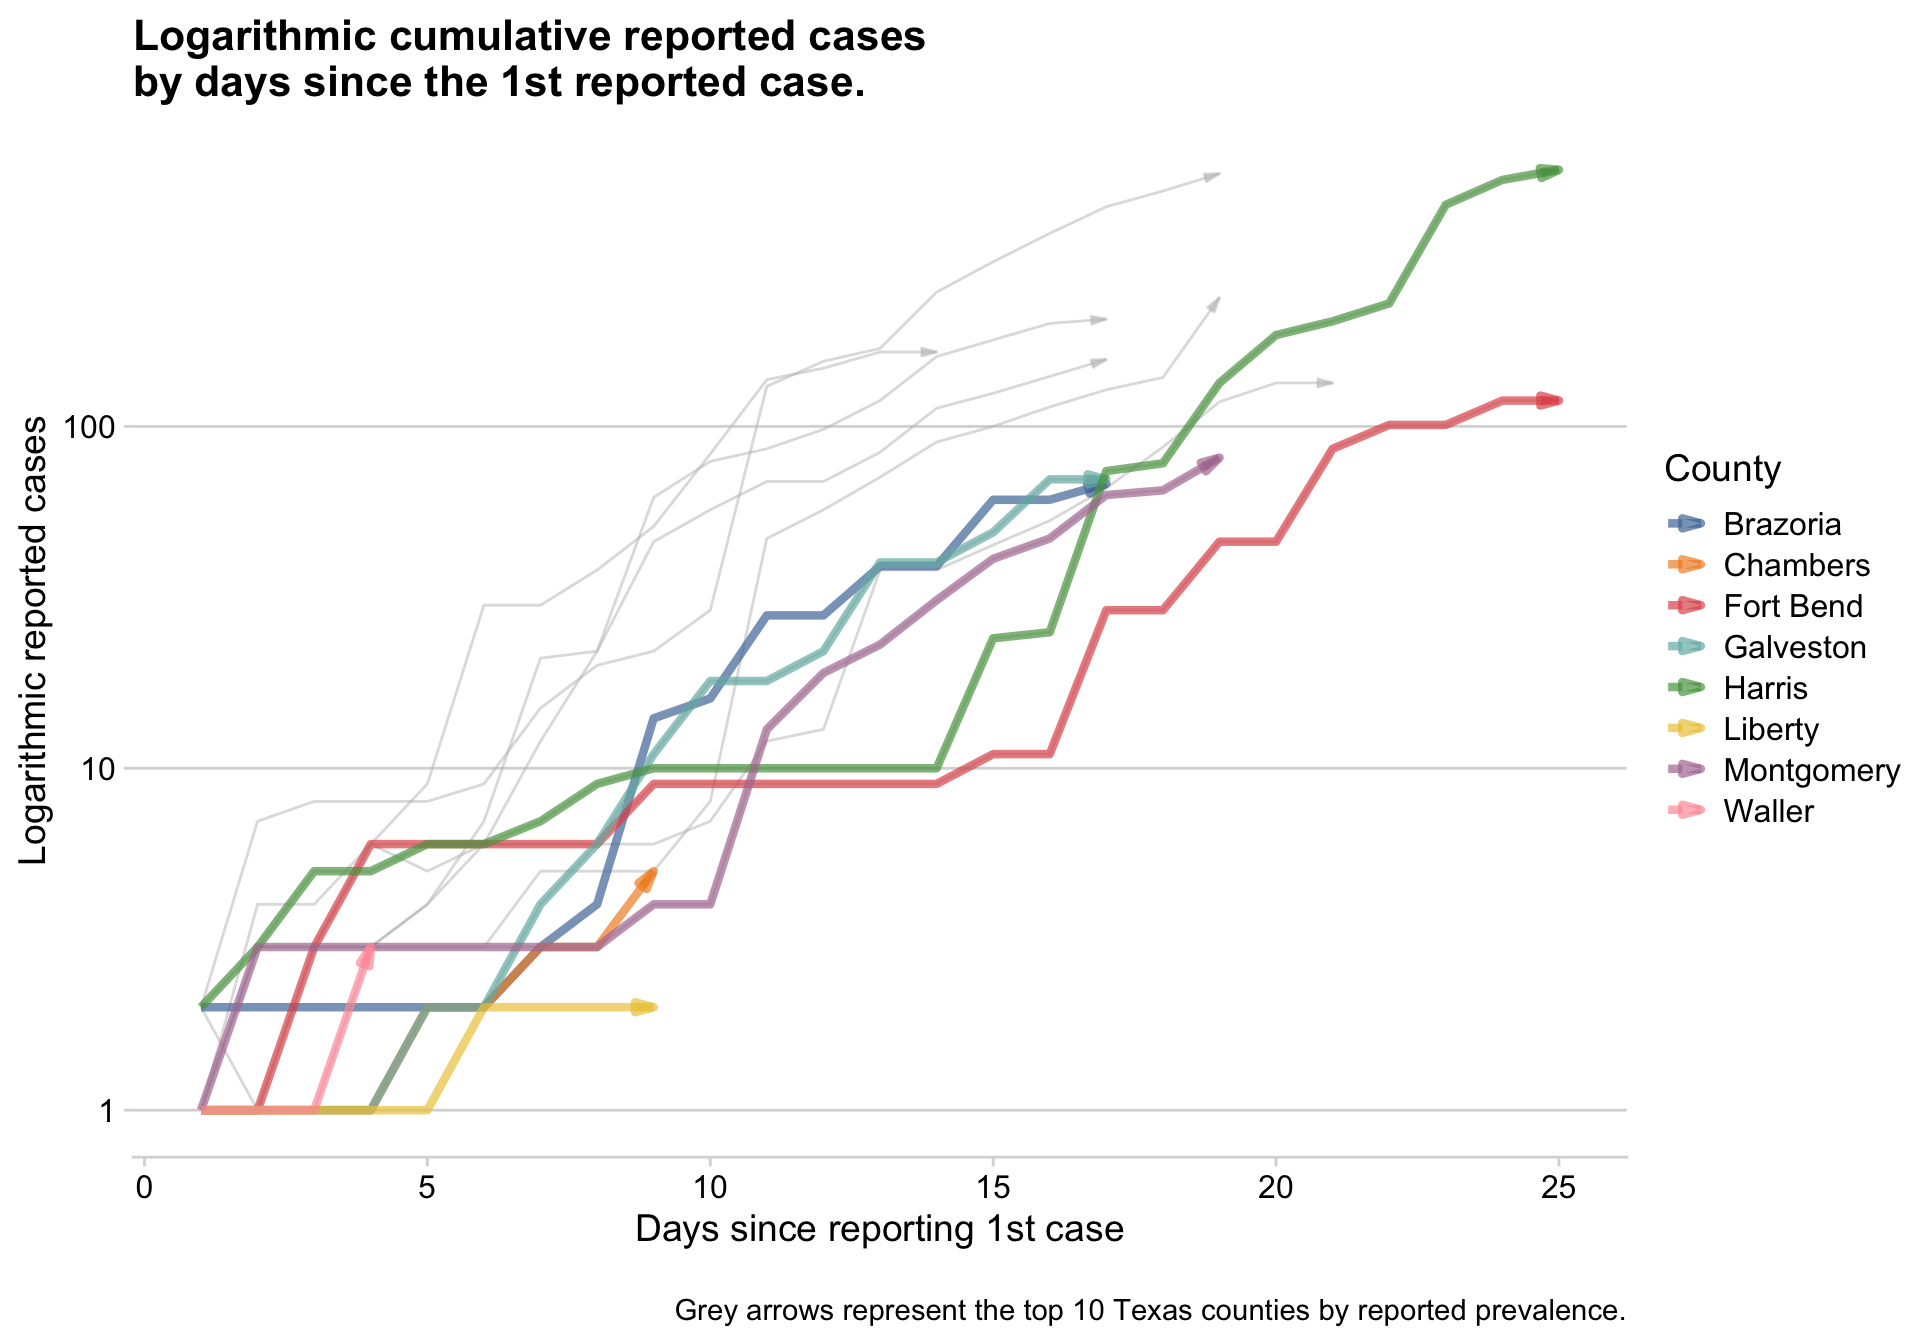 Logarithmic cumulative reported cases
by days since the 1st reported case.
Logarithmic reported cases
100
10
1
0
5
10
15
20
25
Days since reporting 1st case
County
Brazoria
Chambers
Fort Bend
Galveston
Harris
Liberty
Montgomery
Waller
Grey arrows represent the top 10 Texas counties by reported prevalence.